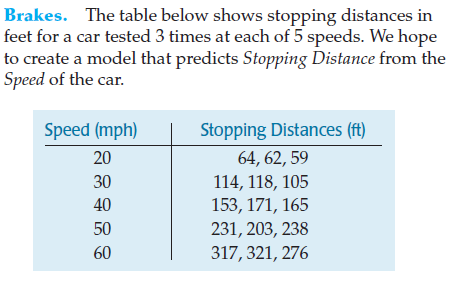 Brakes. The table below shows stopping distances in
feet for a car tested 3 times at each of 5 speeds. We hope
to create a model that predicts Stopping Distance from the
Speed of the car.
Speed (mph) Stopping Distances (ft)
20 64, 62, 59
30 114, 118, 105
40 153, 171, 165
50 231, 203, 238
60 317, 321, 276